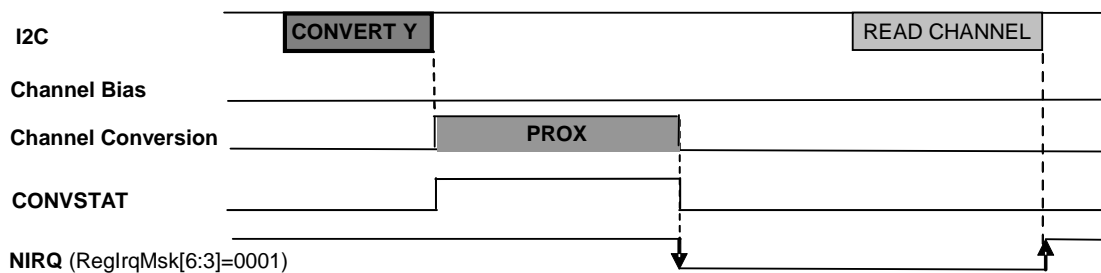 I2C CONVERT Y READ CHANNEL
Channel Bias
Channel Conversion PROX
CONVSTAT
NIRQ (RegIrqMsk[6:3]=0001)